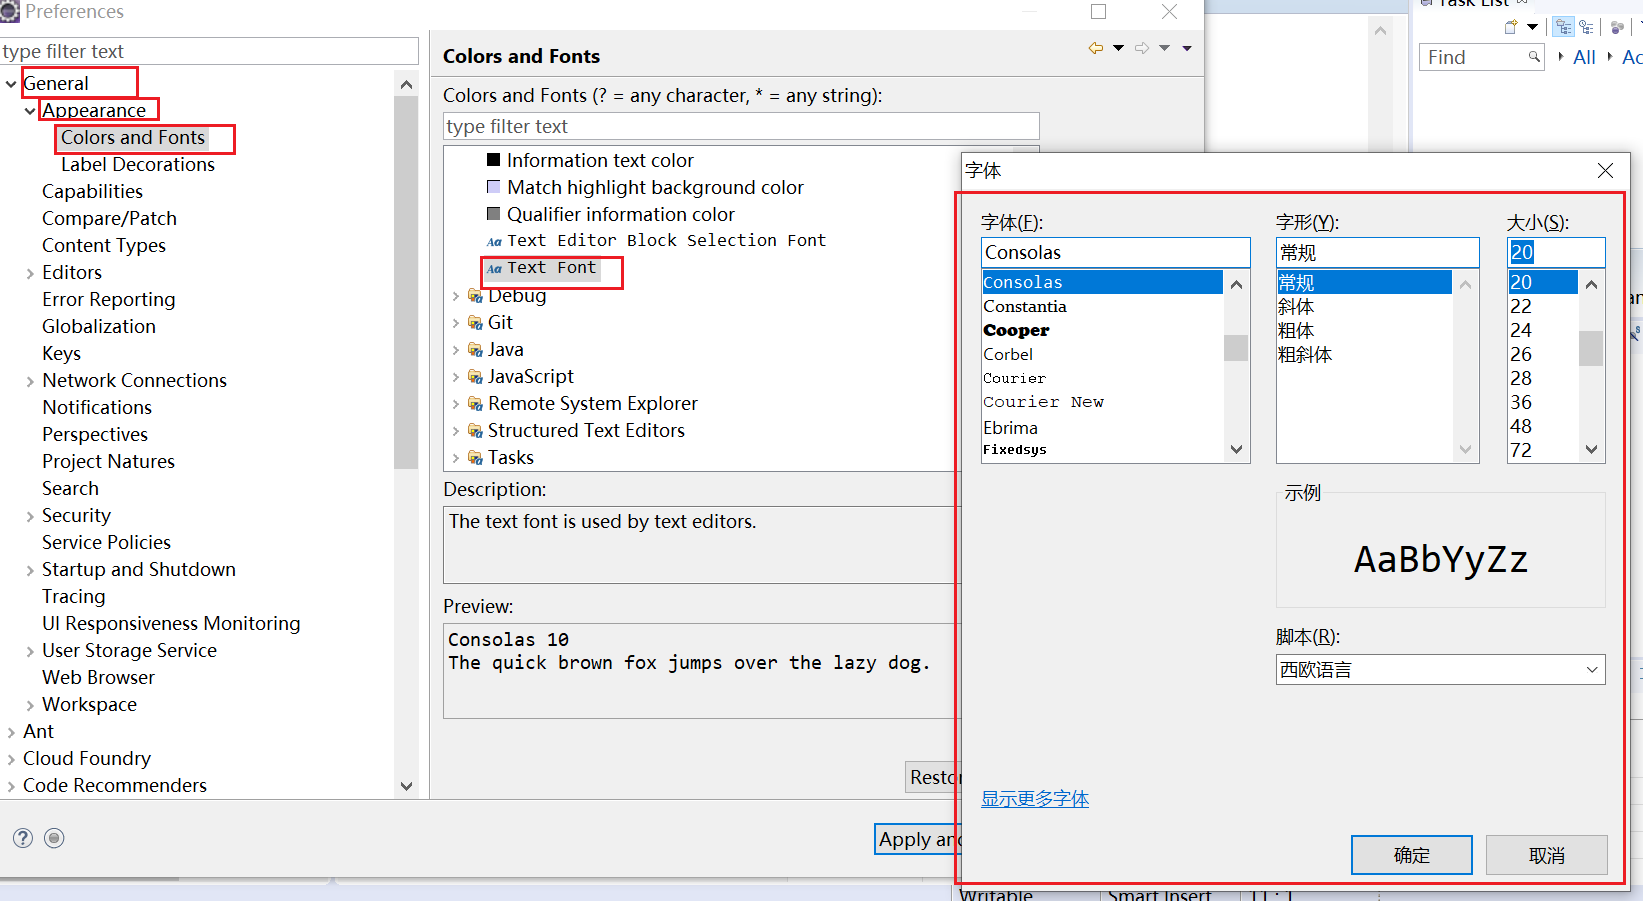 Preferences
type filter text
General
Appearance
Colors and Fonts
Label Decorations
Capabilities
Compare/Patch
Content Types
Editors
Error Reporting
Globalization
Keys
Network Connections
Notifications
Perspectives
Project Natures
Search
Security
Service Policies
Startup and Shutdown
Tracing
UI Responsiveness Monitoring
User Storage Service
Web Browser
Workspace
Ant
Cloud Foundry
Code Recommenders
Colors and Fonts
Colors and Fonts (? = any character, * = any string):
type filter text
Information text color
Match highlight background color
Qualifier information color
Aa Text Editor Block Selection Font
Aa Text Font
Debug
Git
Java
JavaScript
Remote System Explorer
Structured Text Editors
Tasks
Description:
The text font is used by text editors.
Preview:
Consolas 10
The quick brown fox jumps over the lazy dog.
Apply
Task List
Find
All
字体
字体(F):
Consolas
Consolas
Constantia
Cooper
Corbel
Courier
Courier New
Ebrima
Fixedsys
字形(Y):
常规
常规
斜体
粗体
粗斜体
大小(S):
20
20
22
24
26
28
36
48
72
示例
AaBbYyZz
脚本(R):
西欧语言
显示更多字体
确定
取消
Writable
Smart Insert
11 : 1